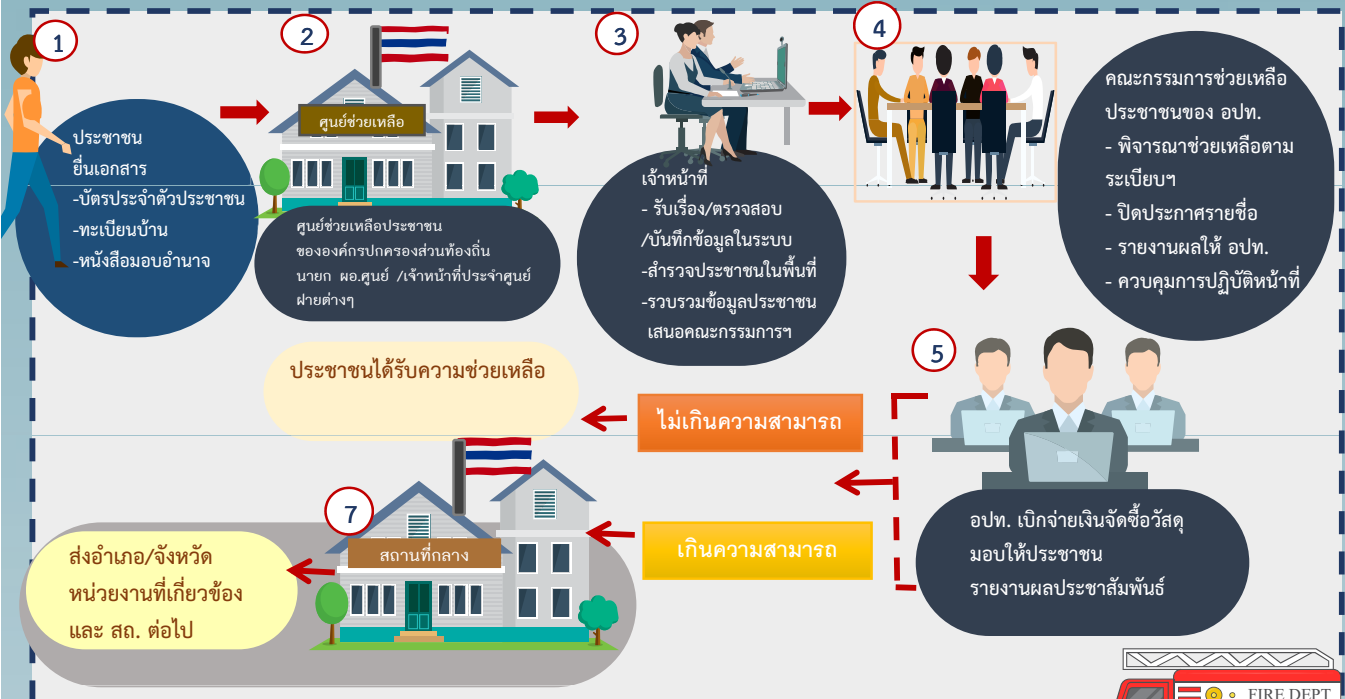 1
ประชาชน
ยื่นเอกสาร
-บัตรประจำตัวประชาชน
-ทะเบียนบ้าน
-หนังสือมอบอำนาจ
2
ศูนย์ช่วยเหลือ
ศูนย์ช่วยเหลือประชาชน
ขององค์กรปกครองส่วนท้องถิ่น
นายก ผอ.ศูนย์ /เจ้าหน้าที่ประจำศูนย์
ฝ่ายต่างๆ
3
เจ้าหน้าที่
- รับเรื่อง/ตรวจสอบ
/บันทึกข้อมูลในระบบ
-สำรวจประชาชนในพื้นที่
-รวบรวมข้อมูลประชาชน
เสนอคณะกรรมการฯ
4
คณะกรรมการช่วยเหลือ
ประชาชนของ อปท.
- พิจารณาช่วยเหลือตาม
ระเบียบฯ
- ปิดประกาศรายชื่อ
- รายงานผลให้ อปท.
- ควบคุมการปฏิบัติหน้าที่
5
อปท. เบิกจ่ายเงินจัดซื้อวัสดุ
มอบให้ประชาชน
รายงานผลประชาสัมพันธ์
ไม่เกินความสามารถ
ประชาชนได้รับความช่วยเหลือ
เกินความสามารถ
7
สถานที่กลาง
ส่งอำเภอ/จังหวัด
หน่วยงานที่เกี่ยวข้อง
และ สถ. ต่อไป
FIRE DEPT